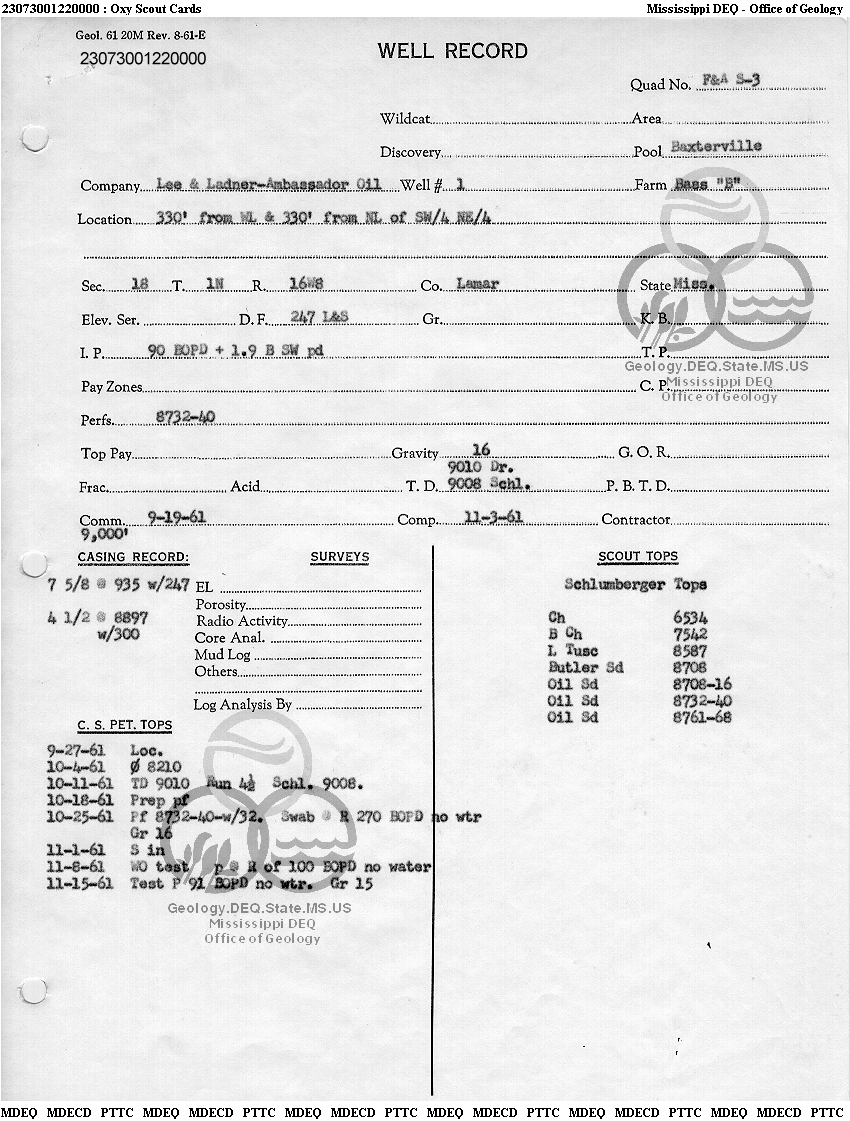 23073001220000 : Oxy Scout Cards Mississippi DEQ - Office of Geology
Geol. 61 20M Rev. 8-61-E
23073001220000
WELL RECORD
Quad No. F&A S-3
Wildcat Area
Discovery Pool Baxterville
Company Lee & Ladner-Ambassador Oil Well # 1 Farm Bass "B"
Location 330' from WL & 330' from NL of SW/4 NE/4
Sec. 18 T. 1N R. 16W8 Co. Lamar State Miss.
Elev. Ser. D. F. 247 L&S Gr. K. B.
I. P. 90 BOPD + 1.9 B SW pd T. P.
Geology.DEQ.State.MS.US
Pay Zones C. P. Mississippi DEQ
Office of Geology
Perfs. 8732-40
Top Pay Gravity 16 G. O. R.
9010 Dr.
Frac. Acid T. D. 9008 Schl. P. B. T. D.
Comm. 9-19-61 Comp. 11-3-61 Contractor
9,000'
CASING RECORD: SURVEYS SCOUT TOPS
7 5/8 @ 935 w/247 EL Schlumberger Tops
Porosity
4 1/2 @ 8897 Radio Activity Ch 6534
w/300 Core Anal. B Ch 7542
Mud Log L Tusc 8587
Others Butler Sd 8708
Oil Sd 8708-16
Log Analysis By Oil Sd 8732-40
Oil Sd 8761-68
C. S. PET. TOPS
9-27-61 Loc.
10-4-61 Ø 8210
10-11-61 TD 9010 Run 4½ Schl. 9008.
10-18-61 Prep pf
10-25-61 Pf 8732-40-w/32. Swab @ R 270 BOPD no wtr
Gr 16
11-1-61 S in
11-8-61 WO test p @ R of 100 BOPD no water
11-15-61 Test P 91 BOPD no wtr. Gr 15
Geology.DEQ.State.MS.US
Mississippi DEQ
Office of Geology
MDEQ MDECD PTTC MDEQ MDECD PTTC MDEQ MDECD PTTC MDEQ MDECD PTTC MDEQ MDECD PTTC MDEQ MDECD PTTC